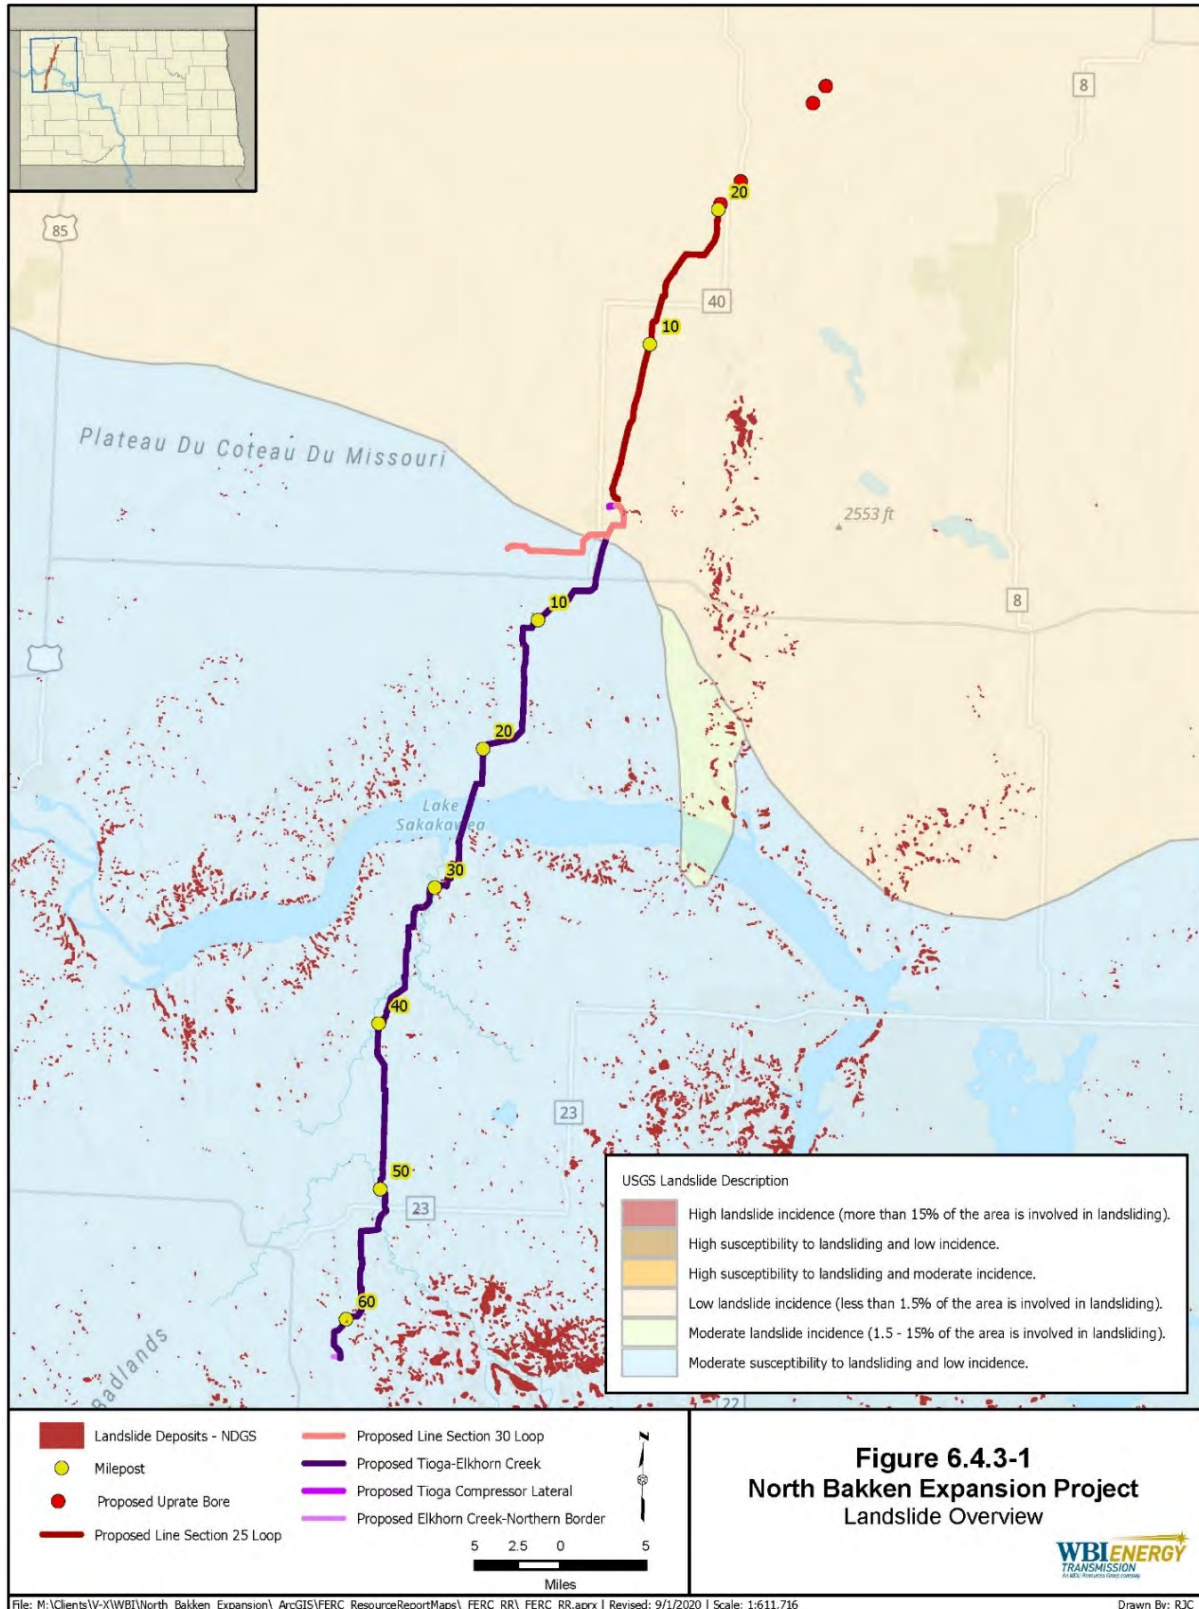 8
85
20
40
10
Plateau Du Coteau Du Missouri
2553 ft
8
10
20
Lake
Sakakawea
30
40
23
50
23
60
Badlands
22
USGS Landslide Description
High landslide incidence (more than 15% of the area is involved in landsliding).
High susceptibility to landsliding and low incidence.
High susceptibility to landsliding and moderate incidence.
Low landslide incidence (less than 1.5% of the area is involved in landsliding).
Moderate landslide incidence (1.5 - 15% of the area is involved in landsliding).
Moderate susceptibility to landsliding and low incidence.
Landslide Deposits - NDGS
Milepost
Proposed Uprate Bore
Proposed Line Section 25 Loop
Proposed Line Section 30 Loop
Proposed Tioga-Elkhorn Creek
Proposed Tioga Compressor Lateral
Proposed Elkhorn Creek-Northern Border
N
5 2.5 0 5
Miles
Figure 6.4.3-1
North Bakken Expansion Project
Landslide Overview
WBI ENERGY
TRANSMISSION
File: M:\Clients\V-X\WBI\North_Bakken_Expansion\_ArcGIS\FERC_ResourceReportMaps\_FERC_RR\_FERC_RR.aprx | Revised: 9/1/2020 | Scale: 1:611,716
Drawn By: RJC